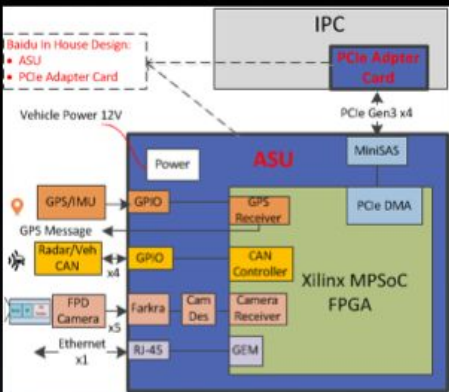 IPC
Baidu In House Design:
• ASU
• PCIe Adapter Card
PCIe Adpter
Card
PCIe Gen3 x4
Vehicle Power 12V
Power
ASU
MiniSAS
PCIe DMA
GPS/IMU
GPIO
GPS
Receiver
GPS Message
Radar/Veh
CAN
x4
GPIO
CAN
Controller
Xilinx MPSoC
FPGA
FPD
Camera
x5
Farkra
Cam
Des
Camera
Receiver
Ethernet
x1
RJ-45
GEM